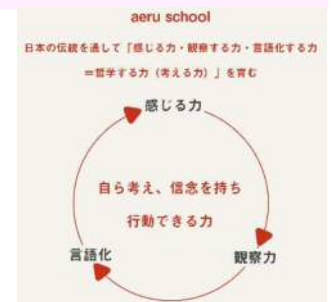 aeru school
日本の伝統を通して「感じる力・観察する力・言語化する力
＝哲学する力（考える力）」を育む
感じる力
自ら考え、信念を持ち
行動できる力
言語化
観察力